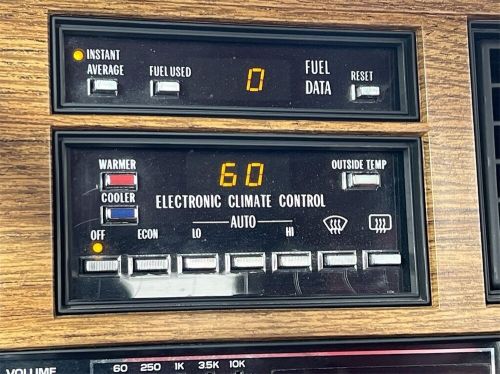 INSTANT
AVERAGE FUEL USED 0 FUEL DATA RESET
WARMER 60 OUTSIDE TEMP
COOLER ELECTRONIC CLIMATE CONTROL
AUTO
OFF ECON LO HI
VOLUME 60 250 1K 3.5K 10K